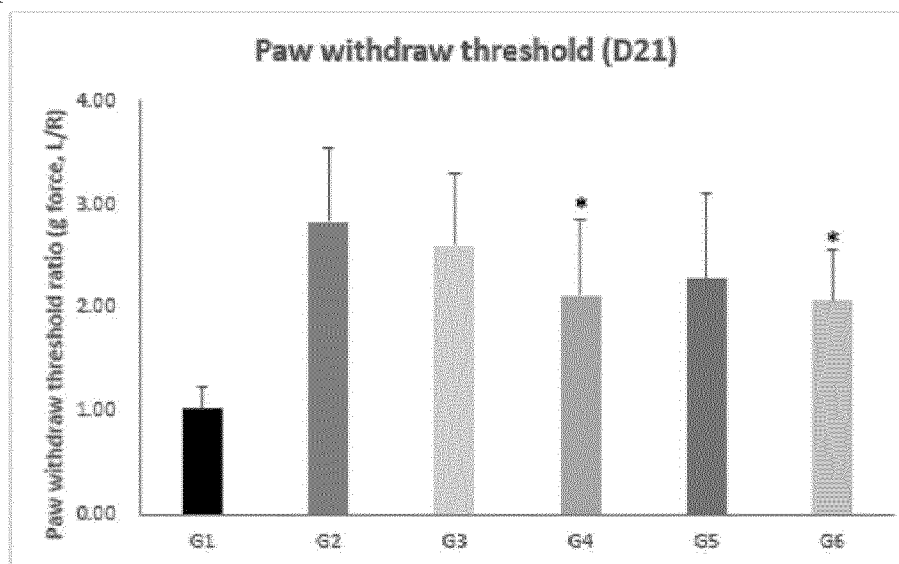 Paw withdraw threshold (D21)
Paw withdraw threshold ratio (g force, L/R)
4.00
3.00
2.00
1.00
0.00
*
*
G1 G2 G3 G4 G5 G6